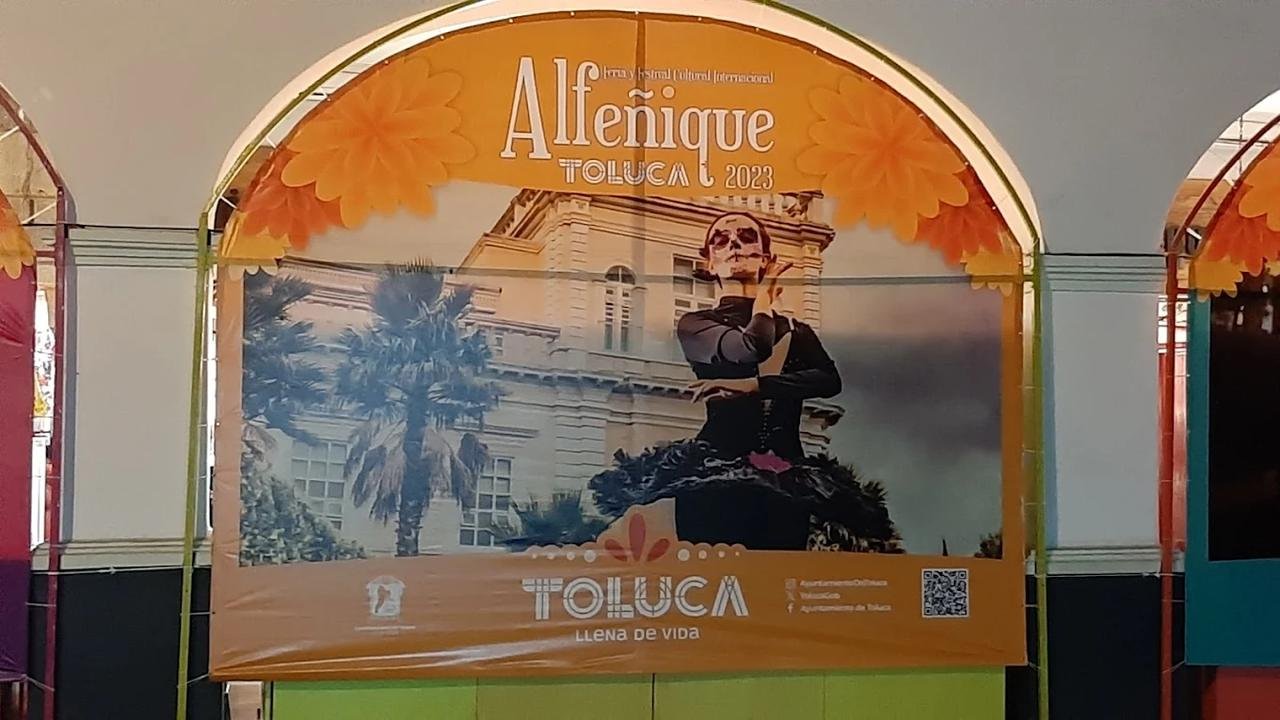 Feria y Festival Cultural Internacional
Alfeñique
TOLUCA 2023
TOLUCA
LLENA DE VIDA
AyuntamientoDeToluca
TolucaGob
Ayuntamiento de Toluca